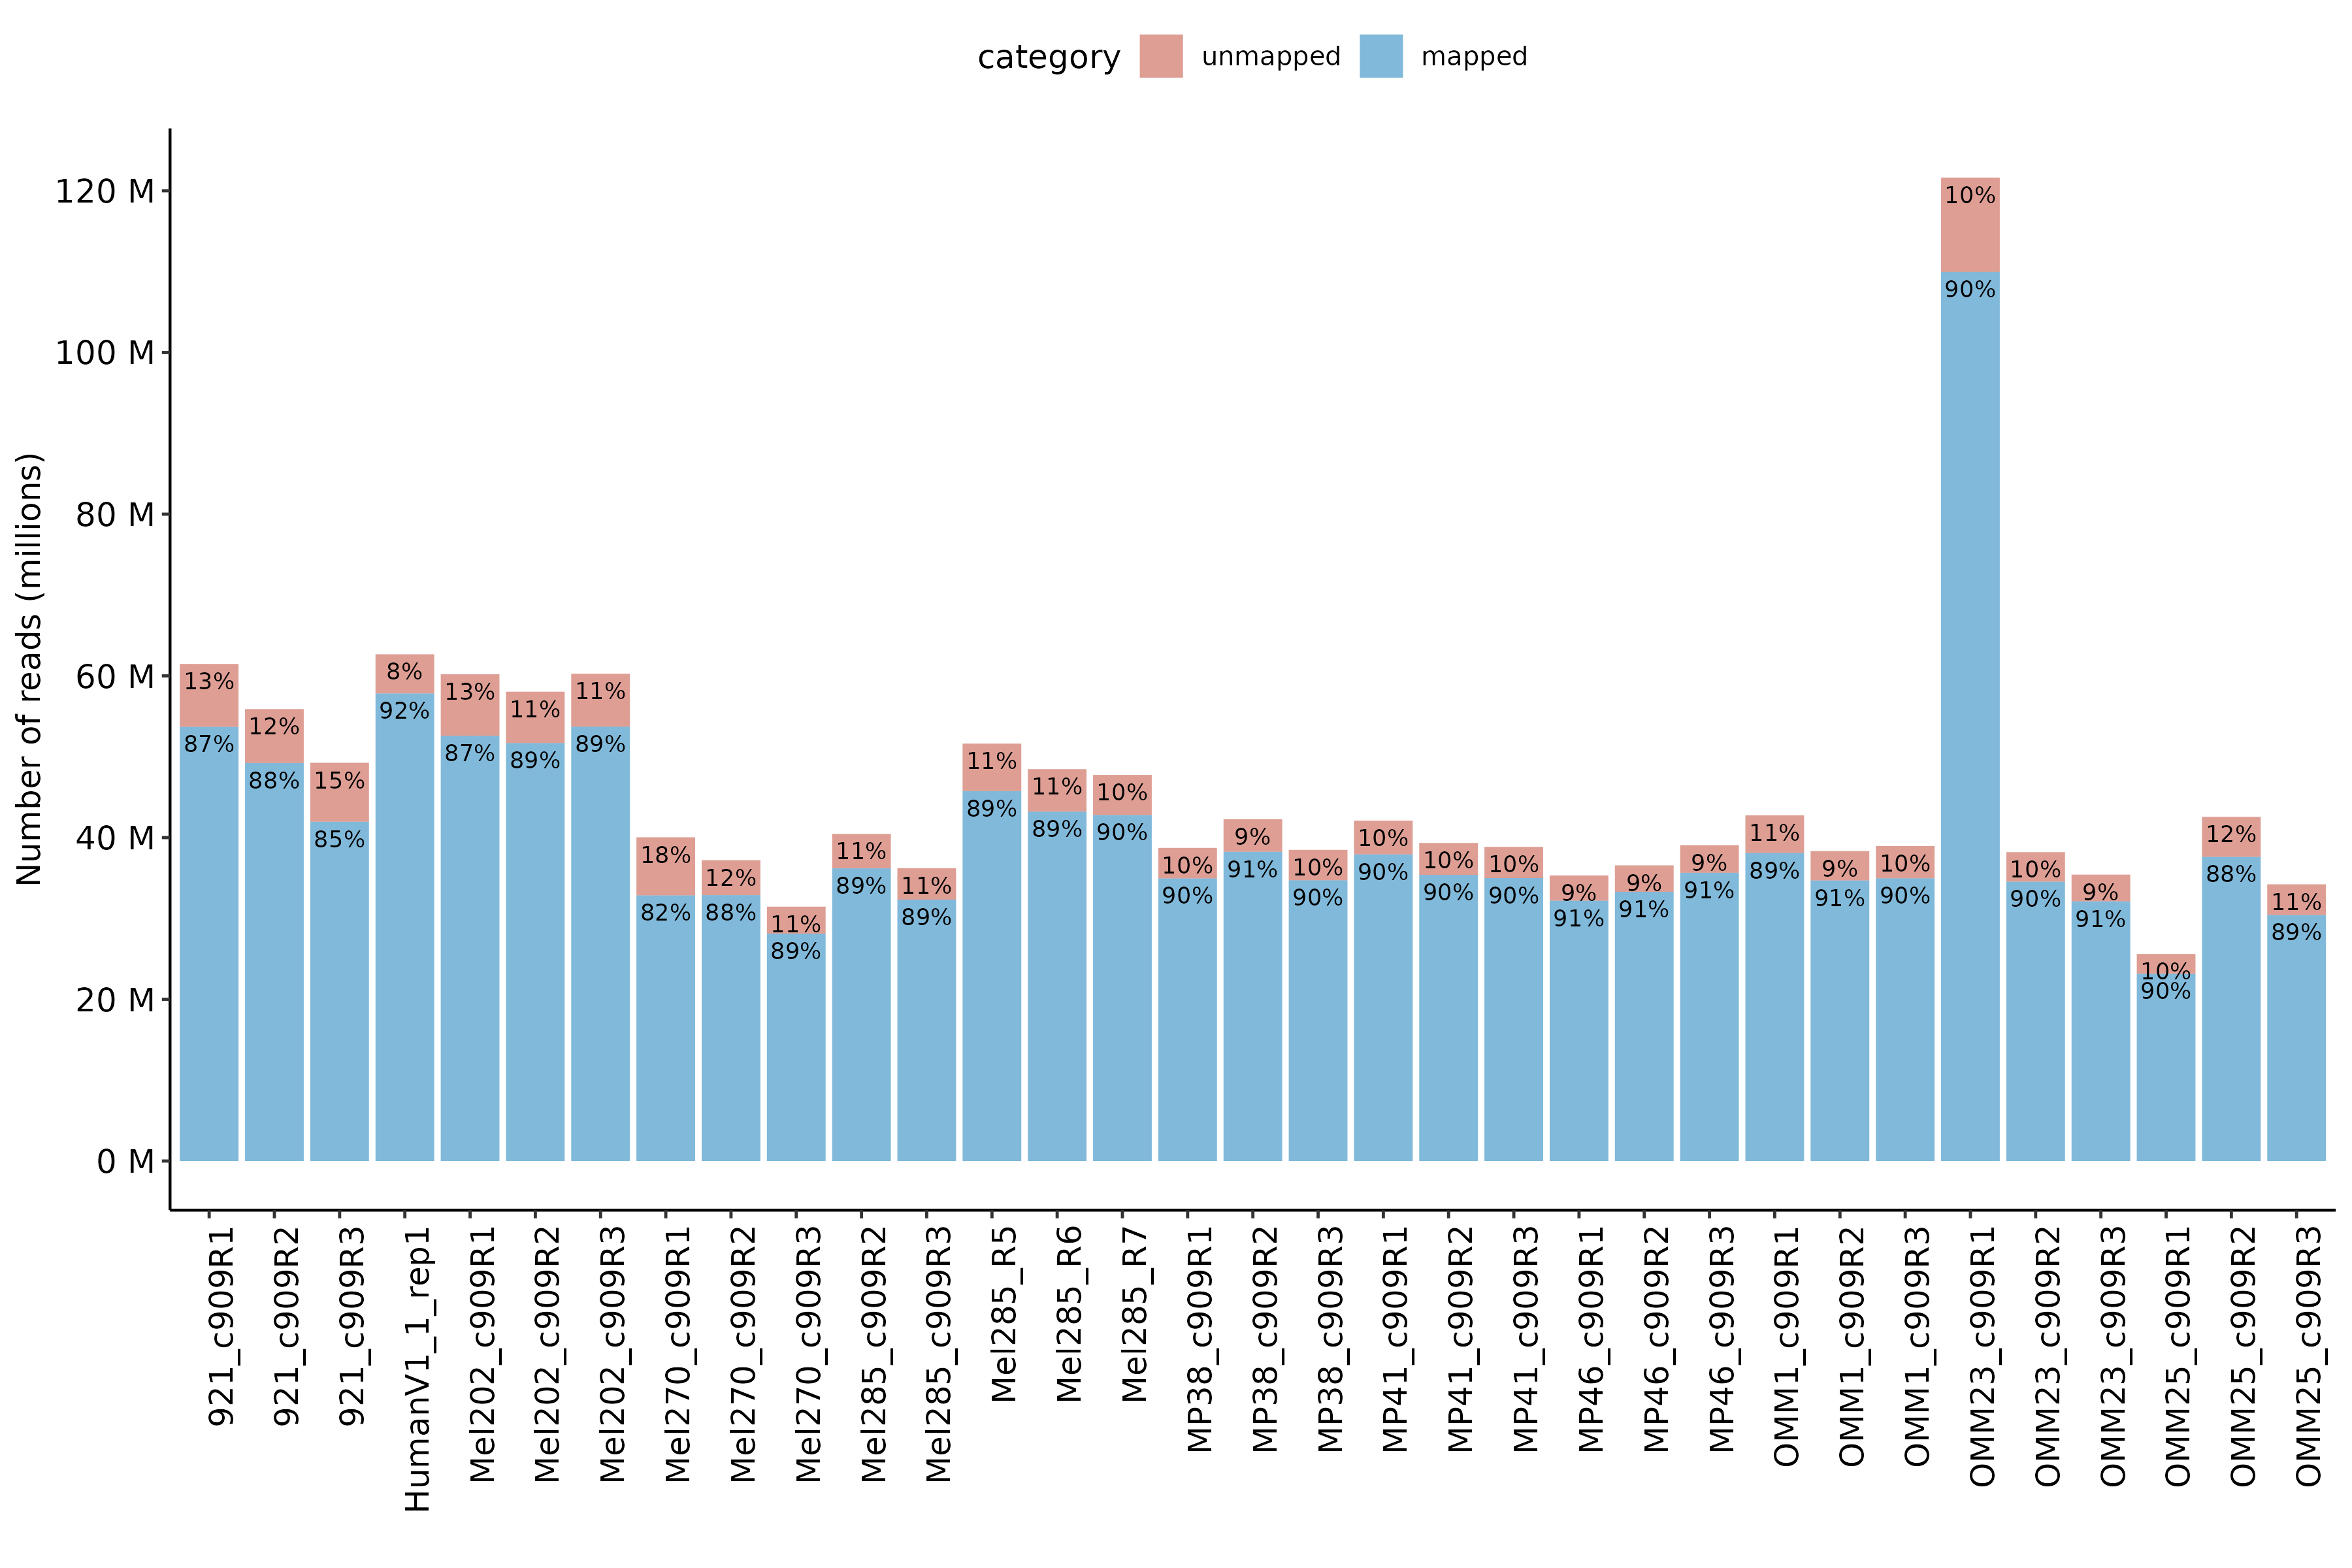 category unmapped mapped
Number of reads (millions)
120 M
100 M
80 M
60 M
40 M
20 M
0 M
13% 87%
12% 88%
15% 85%
8% 92%
13% 87%
11% 89%
11% 89%
18% 82%
12% 88%
11% 89%
11% 89%
11% 89%
11% 89%
11% 89%
10% 90%
10% 90%
9% 91%
10% 90%
10% 90%
10% 90%
10% 90%
9% 91%
9% 91%
9% 91%
11% 89%
9% 91%
10% 90%
10% 90%
10% 90%
9% 91%
10% 90%
12% 88%
11% 89%
921_c909R1
921_c909R2
921_c909R3
HumanV1_1_rep1
Mel202_c909R1
Mel202_c909R2
Mel202_c909R3
Mel270_c909R1
Mel270_c909R2
Mel270_c909R3
Mel285_c909R2
Mel285_c909R3
Mel285_R5
Mel285_R6
Mel285_R7
MP38_c909R1
MP38_c909R2
MP38_c909R3
MP41_c909R1
MP41_c909R2
MP41_c909R3
MP46_c909R1
MP46_c909R2
MP46_c909R3
OMM1_c909R1
OMM1_c909R2
OMM1_c909R3
OMM23_c909R1
OMM23_c909R2
OMM23_c909R3
OMM25_c909R1
OMM25_c909R2
OMM25_c909R3